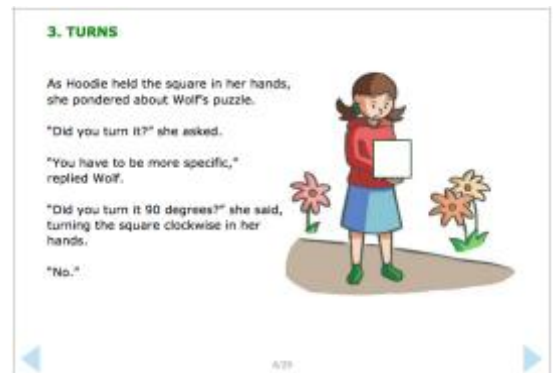 3. TURNS
As Hoodie held the square in her hands,
she pondered about Wolf's puzzle.
"Did you turn it?" she asked.
"You have to be more specific,"
replied Wolf.
"Did you turn it 90 degrees?" she said,
turning the square clockwise in her
hands.
"No."